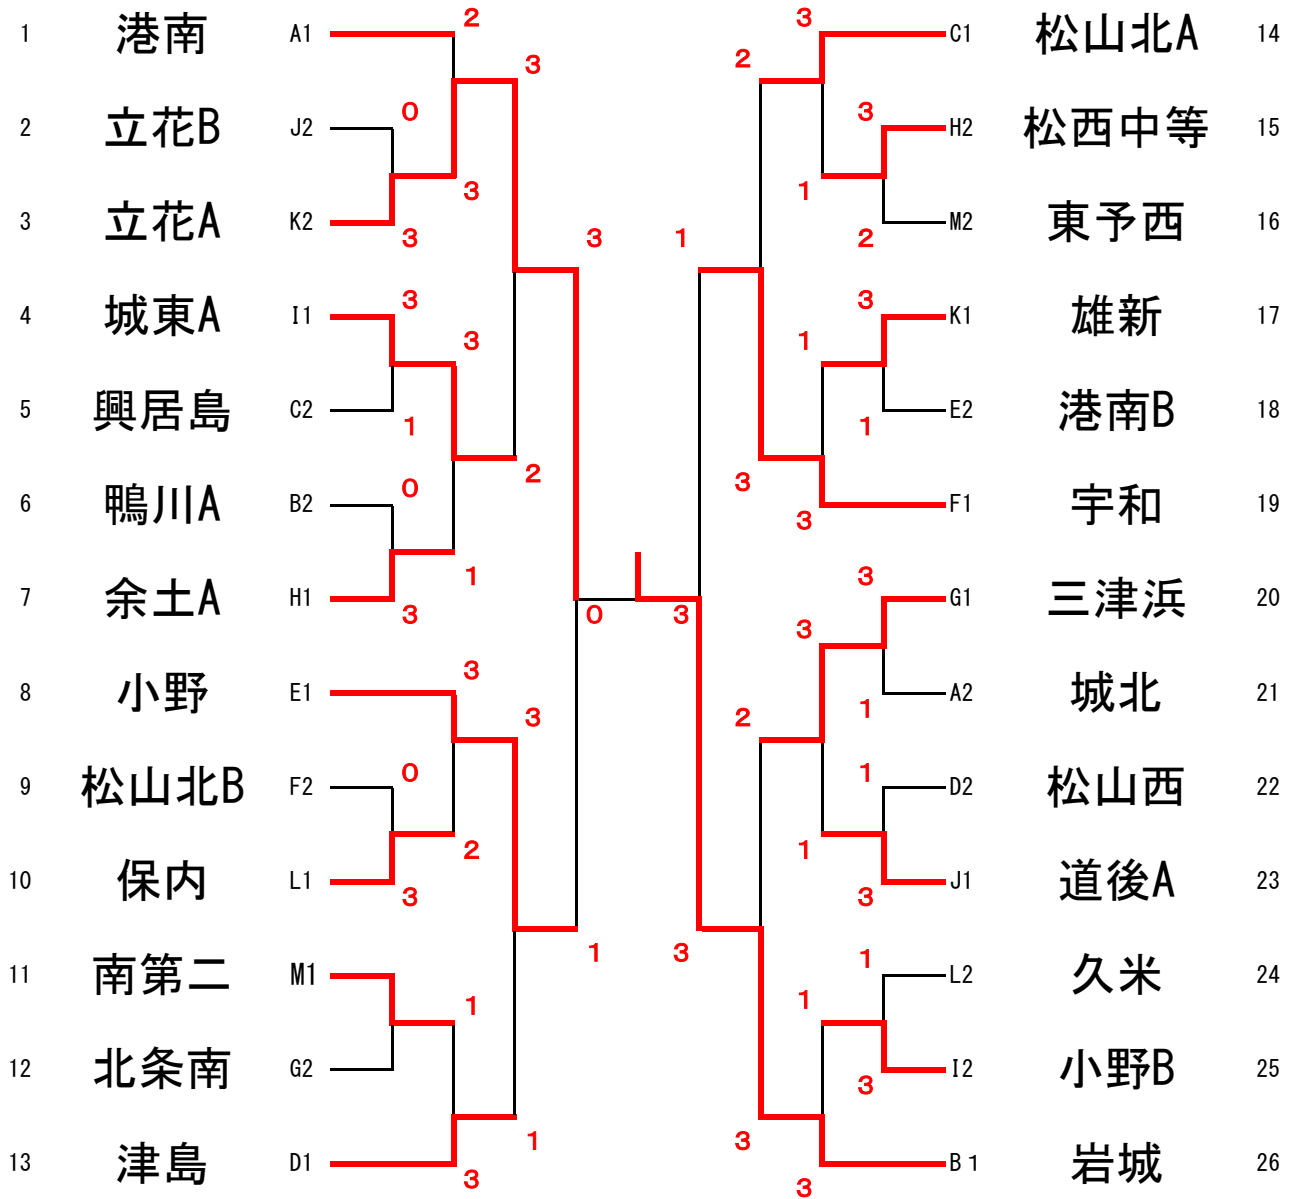 1 港南 A1 2 3 C1 松山北A 14
3 2
2 立花B J2 0 3 H2 松西中等 15
3 立花A K2 3 3 1 2 M2 東予西 16
3 1
4 城東A I1 3 3 1 3 K1 雄新 17
5 興居島 C2 1 1 E2 港南B 18
2 3
6 鴨川A B2 0 3 F1 宇和 19
7 余土A H1 3 1 0 3 3 G1 三津浜 20
8 小野 E1 3 3 1 A2 城北 21
3 2
9 松山北B F2 0 1 D2 松山西 22
10 保内 L1 3 2 1 3 J1 道後A 23
1 3
11 南第二 M1 1 1 1 L2 久米 24
12 北条南 G2 3 I2 小野B 25
1 3
13 津島 D1 3 3 B1 岩城 26